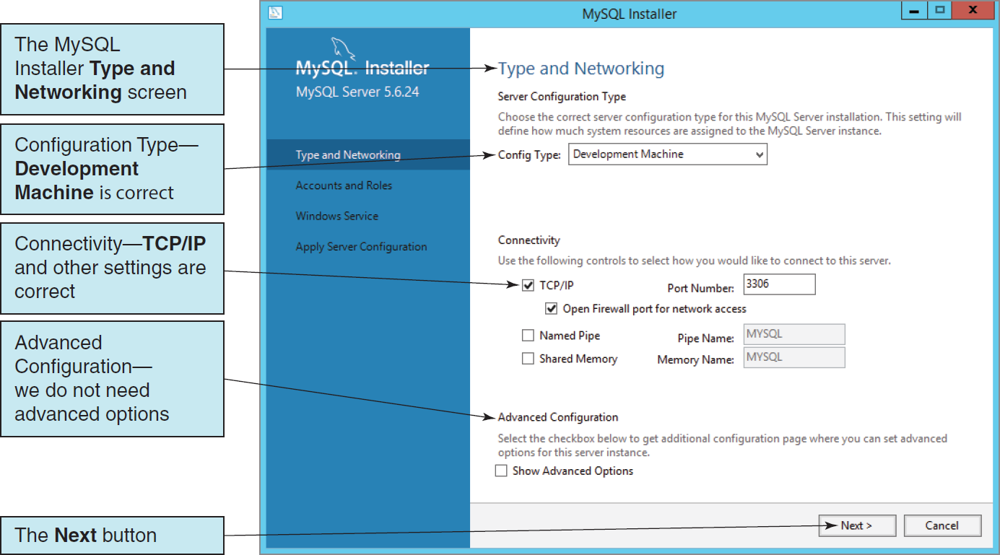 The MySQL
Installer Type and
Networking screen
Configuration Type—
Development
Machine is correct
Connectivity—TCP/IP
and other settings are
correct
Advanced
Configuration—
we do not need
advanced options
The Next button
MySQL Installer
X
MySQL. Installer
MySQL Server 5.6.24
Type and Networking
Accounts and Roles
Windows Service
Apply Server Configuration
Type and Networking
Server Configuration Type
Choose the correct server configuration type for this MySQL Server installation. This setting will
define how much system resources are assigned to the MySQL Server instance.
Config Type: Development Machine
Connectivity
Use the following controls to select how you would like to connect to this server.
TCP/IP Port Number: 3306
Open Firewall port for network access
Named Pipe Pipe Name: MYSQL
Shared Memory Memory Name: MYSQL
Advanced Configuration
Select the checkbox below to get additional configuration page where you can set advanced
options for this server instance.
Show Advanced Options
Next > Cancel